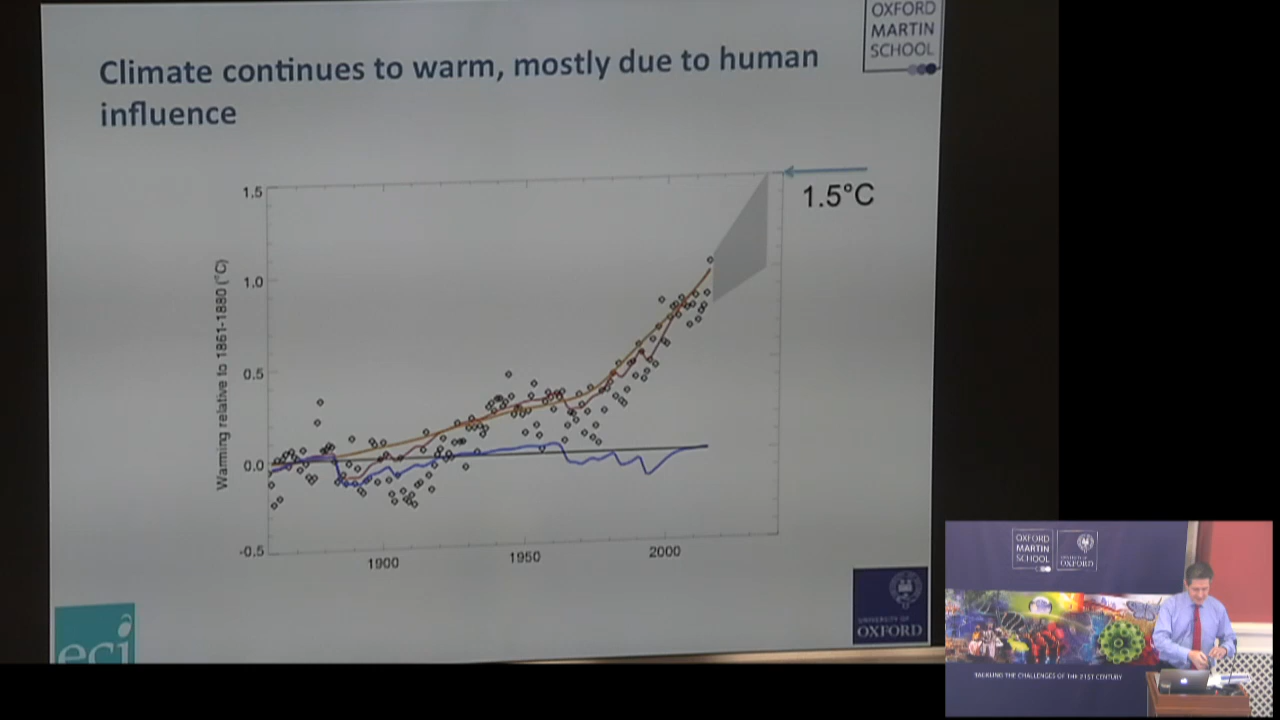 OXFORD
MARTIN
SCHOOL
Climate continues to warm, mostly due to human
influence
1.5
1.0
0.5
0.0
-0.5
Warming relative to 1861-1880 (°C)
1.5°C
1900
1950
2000
eci
UNIVERSITY OF
OXFORD
OXFORD
MARTIN
SCHOOL
UNIVERSITY OF
OXFORD
TACKLING THE CHALLENGES OF THE 21ST CENTURY